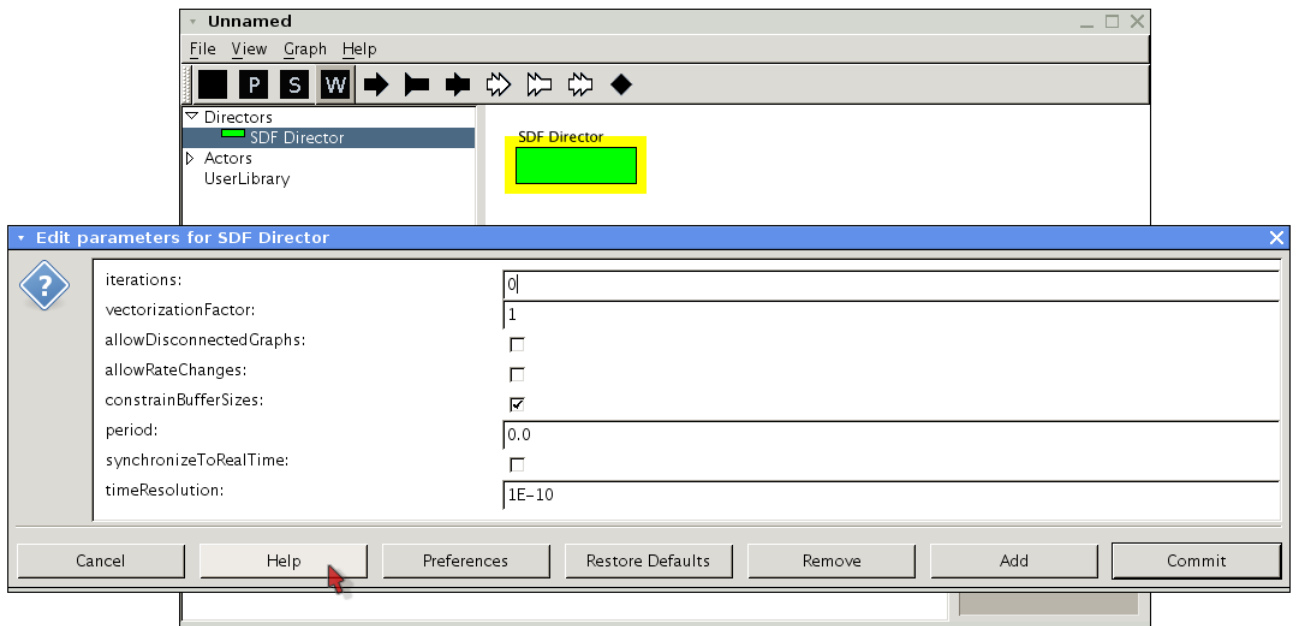 Unnamed
File View Graph Help
P S W
Directors
SDF Director
Actors
UserLibrary
SDF Director
Edit parameters for SDF Director
?
iterations: 0
vectorizationFactor: 1
allowDisconnectedGraphs:
allowRateChanges:
constrainBufferSizes:
period: 0.0
synchronizeToRealTime:
timeResolution: 1E-10
Cancel Help Preferences Restore Defaults Remove Add Commit